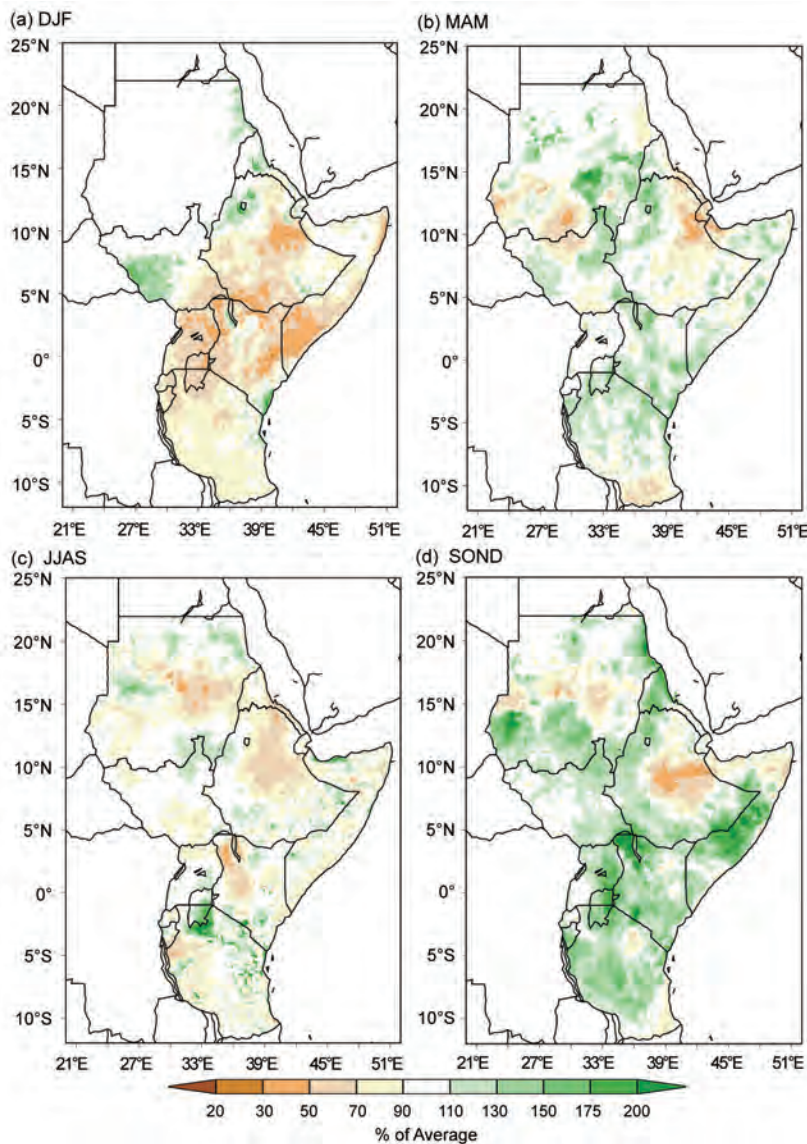 (a) DJF
25°N
20°N
15°N
10°N
5°N
0°
5°S
10°S
21°E 27°E 33°E 39°E 45°E 51°E
(b) MAM
25°N
20°N
15°N
10°N
5°N
0°
5°S
10°S
21°E 27°E 33°E 39°E 45°E 51°E
(c) JJAS
25°N
20°N
15°N
10°N
5°N
0°
5°S
10°S
21°E 27°E 33°E 39°E 45°E 51°E
(d) SOND
25°N
20°N
15°N
10°N
5°N
0°
5°S
10°S
21°E 27°E 33°E 39°E 45°E 51°E
20 30 50 70 90 110 130 150 175 200
% of Average